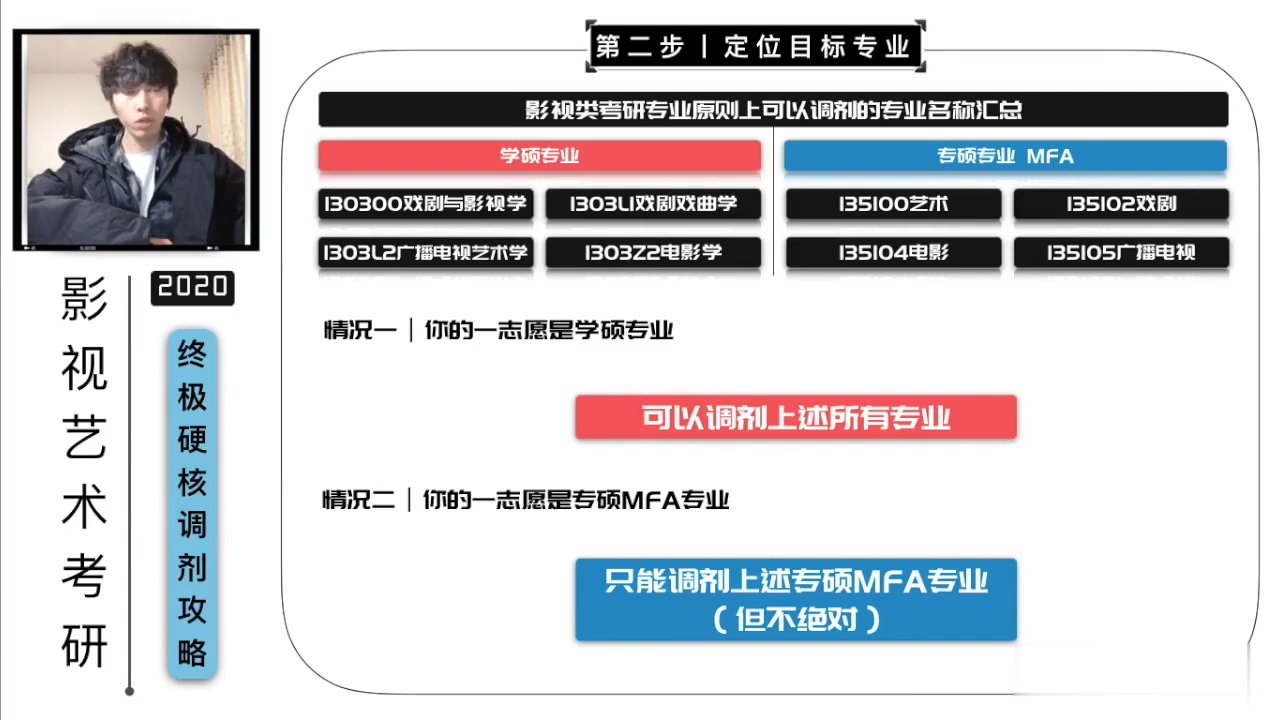 第二步丨定位目标专业
影视类考研专业原则上可以调剂的专业名称汇总
学硕专业
专硕专业 MFA
130300戏剧与影视学
1303L1戏剧戏曲学
135100艺术
135102戏剧
1303L2广播电视艺术学
1303Z2电影学
135104电影
135105广播电视
情况一｜你的一志愿是学硕专业
可以调剂上述所有专业
情况二｜你的一志愿是专硕MFA专业
只能调剂上述专硕MFA专业
（但不绝对）
影视艺术考研
2020
终极硬核调剂攻略